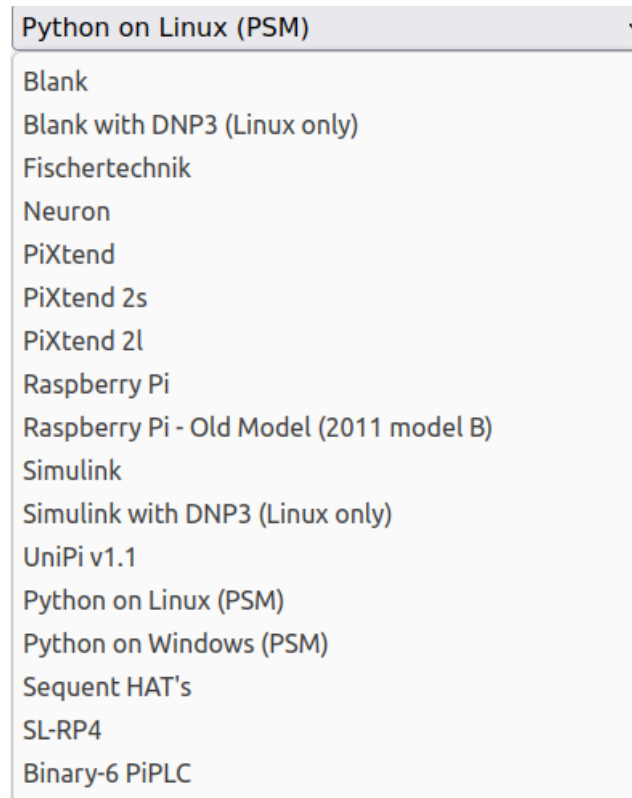 Python on Linux (PSM)
Blank
Blank with DNP3 (Linux only)
Fischertechnik
Neuron
PiXtend
PiXtend 2s
PiXtend 2l
Raspberry Pi
Raspberry Pi - Old Model (2011 model B)
Simulink
Simulink with DNP3 (Linux only)
UniPi v1.1
Python on Linux (PSM)
Python on Windows (PSM)
Sequent HAT's
SL-RP4
Binary-6 PiPLC